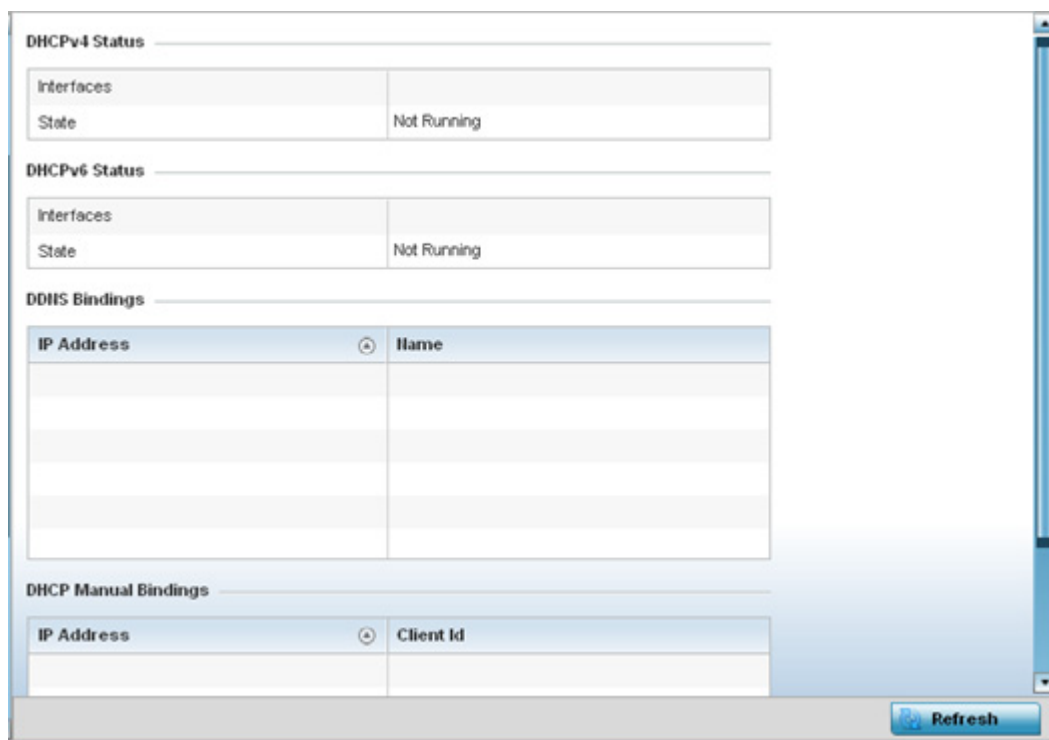 DHCPv4 Status
Interfaces
State Not Running
DHCPv6 Status
Interfaces
State Not Running
DDNS Bindings
IP Address Name
DHCP Manual Bindings
IP Address Client Id
Refresh